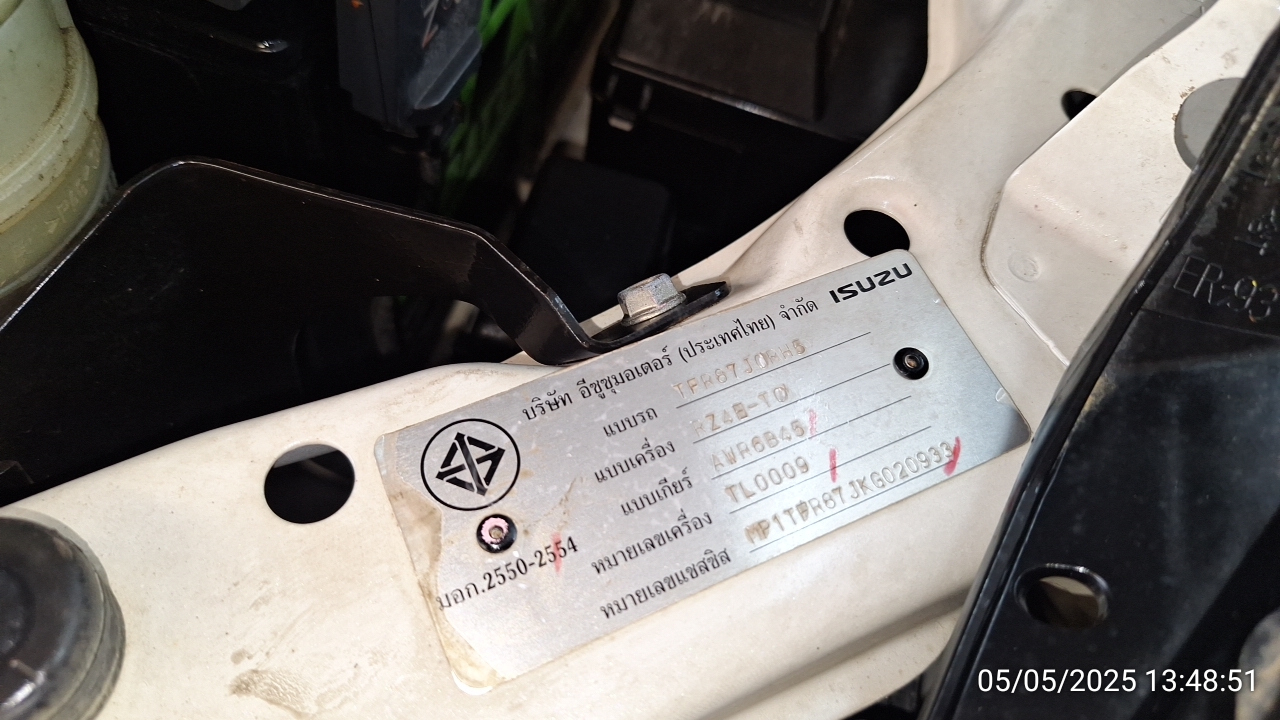 ISUZU
บริษัท อีซูซุมอเตอร์ (ประเทศไทย) จำกัด
แบบรถ TFR87JDRH5
แบบเครื่อง RZ4E-TC
แบบเกียร์ AWR6B45
หมายเลขเครื่อง TL0009
หมายเลขแชสซิส MP1TFR87JKG020933
มอก.2550-2554
ER:93
05/05/2025 13:48:51